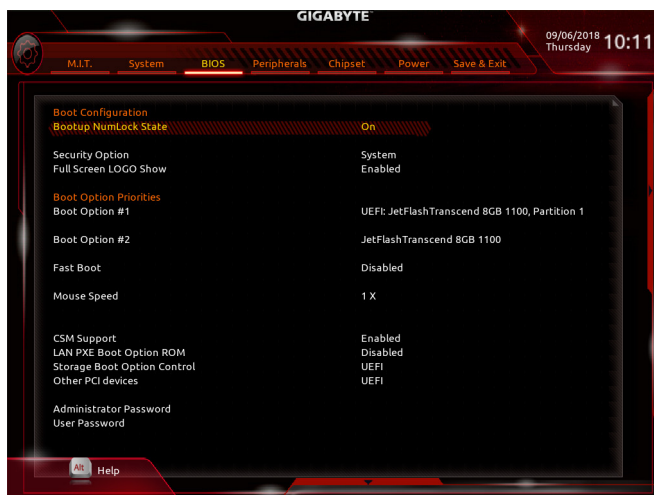 GIGABYTE
09/06/2018
Thursday 10:11
M.I.T. System BIOS Peripherals Chipset Power Save & Exit
Boot Configuration
Bootup NumLock State On
Security Option System
Full Screen LOGO Show Enabled
Boot Option Priorities
Boot Option #1 UEFI: JetFlashTranscend 8GB 1100, Partition 1
Boot Option #2 JetFlashTranscend 8GB 1100
Fast Boot Disabled
Mouse Speed 1 X
CSM Support Enabled
LAN PXE Boot Option ROM Disabled
Storage Boot Option Control UEFI
Other PCI devices UEFI
Administrator Password
User Password
Alt Help